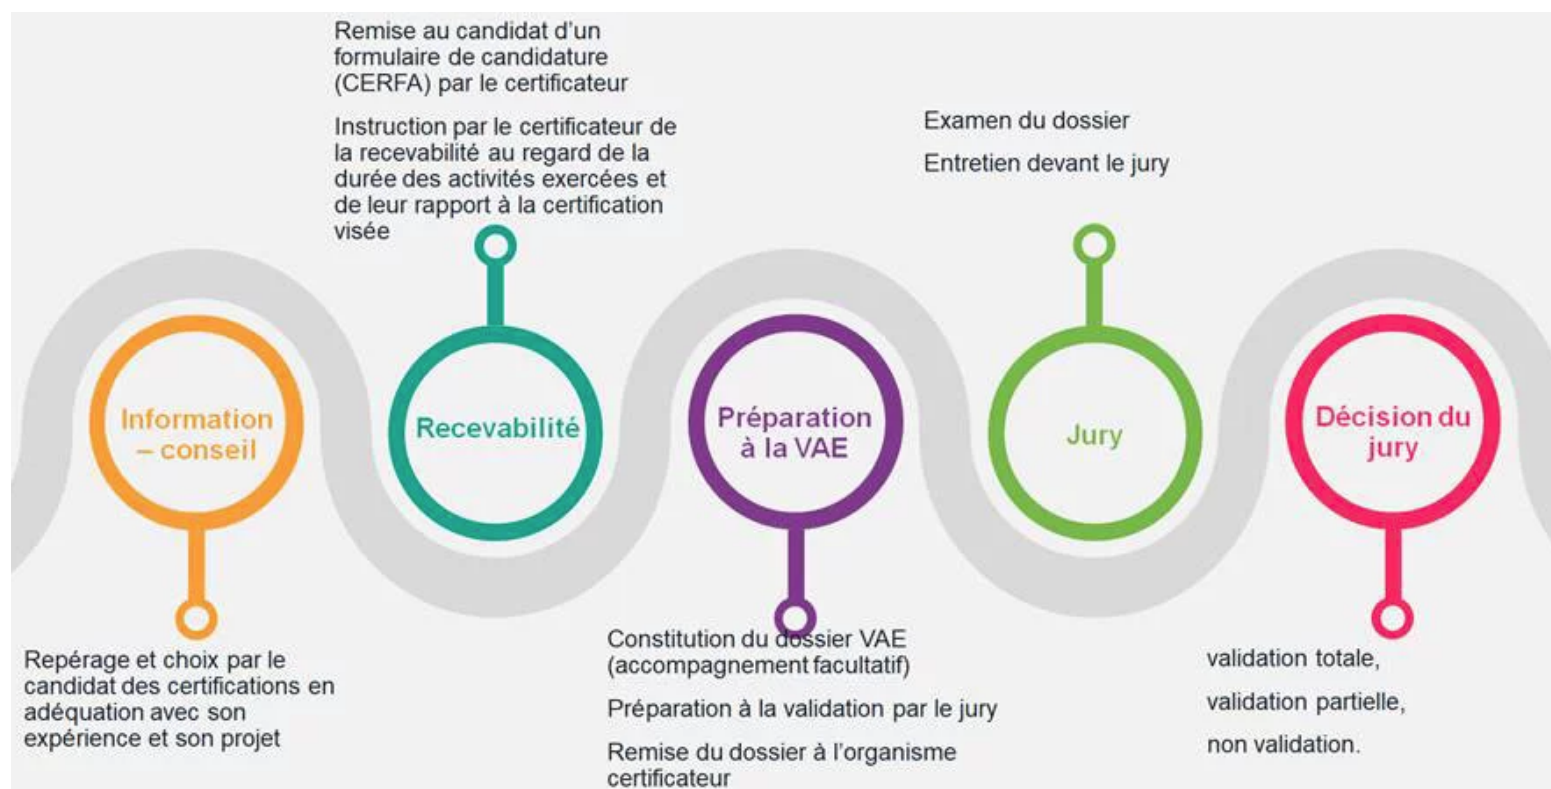 Information
– conseil
Repérage et choix par le
candidat des certifications en
adéquation avec son
expérience et son projet
Remise au candidat d'un
formulaire de candidature
(CERFA) par le certificateur
Instruction par le certificateur de
la recevabilité au regard de la
durée des activités exercées et
de leur rapport à la certification
visée
Recevabilité
Préparation
à la VAE
Constitution du dossier VAE
(accompagnement facultatif)
Préparation à la validation par le jury
Remise du dossier à l'organisme
certificateur
Examen du dossier
Entretien devant le jury
Jury
Décision du
jury
validation totale,
validation partielle,
non validation.